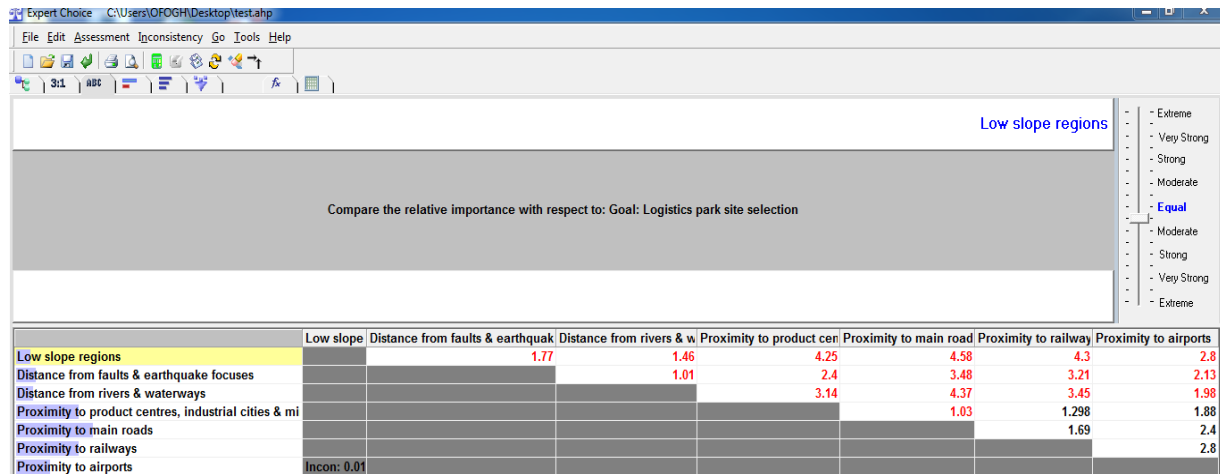 Expert Choice C:\Users\OFOGH\Desktop\test.ahp
File Edit Assessment Inconsistency Go Tools Help
3:1 ABC fx
Low slope regions
Extreme
Very Strong
Strong
Moderate
Equal
Moderate
Strong
Very Strong
Extreme
Compare the relative importance with respect to: Goal: Logistics park site selection
Low slope Distance from faults & earthquak Distance from rivers & w Proximity to product cen Proximity to main road Proximity to railway Proximity to airports
Low slope regions 1.77 1.46 4.25 4.58 4.3 2.8
Distance from faults & earthquake focuses 1.01 2.4 3.48 3.21 2.13
Distance from rivers & waterways 3.14 4.37 3.45 1.98
Proximity to product centres, industrial cities & mi 1.03 1.298 1.88
Proximity to main roads 1.69 2.4
Proximity to railways 2.8
Proximity to airports Incon: 0.01